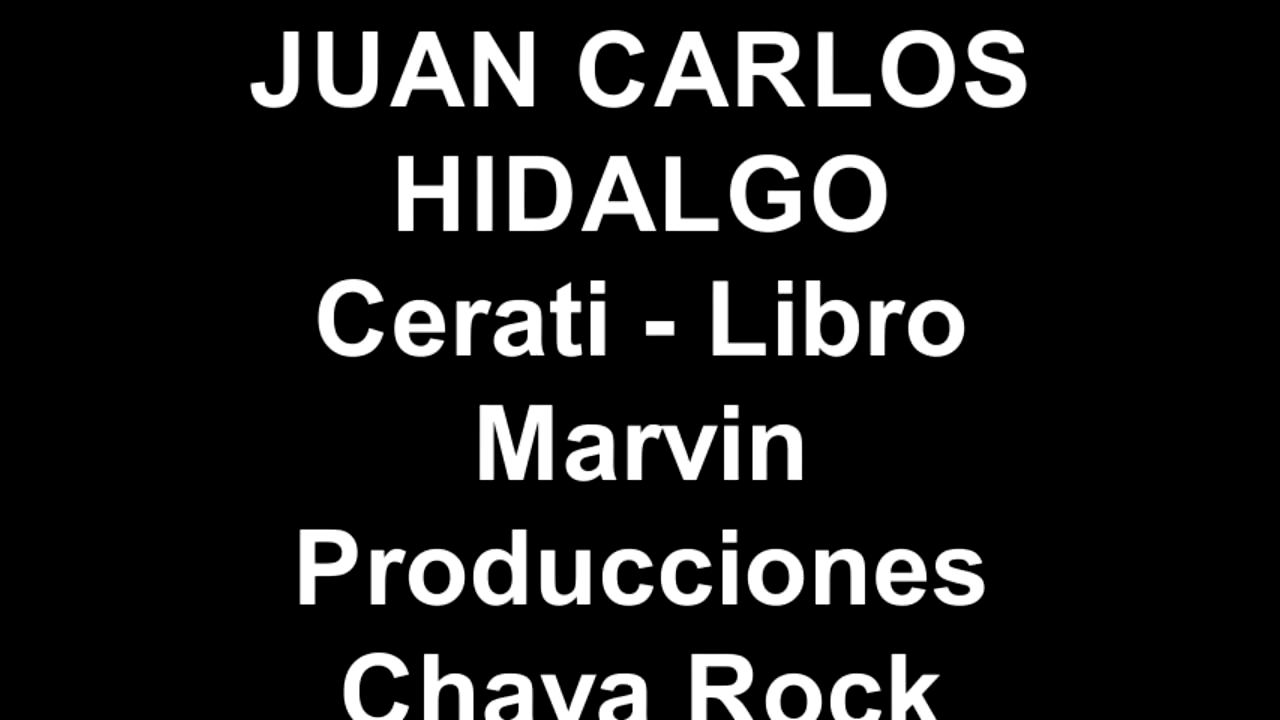 JUAN CARLOS
HIDALGO
Cerati - Libro
Marvin
Producciones
Chava Rock